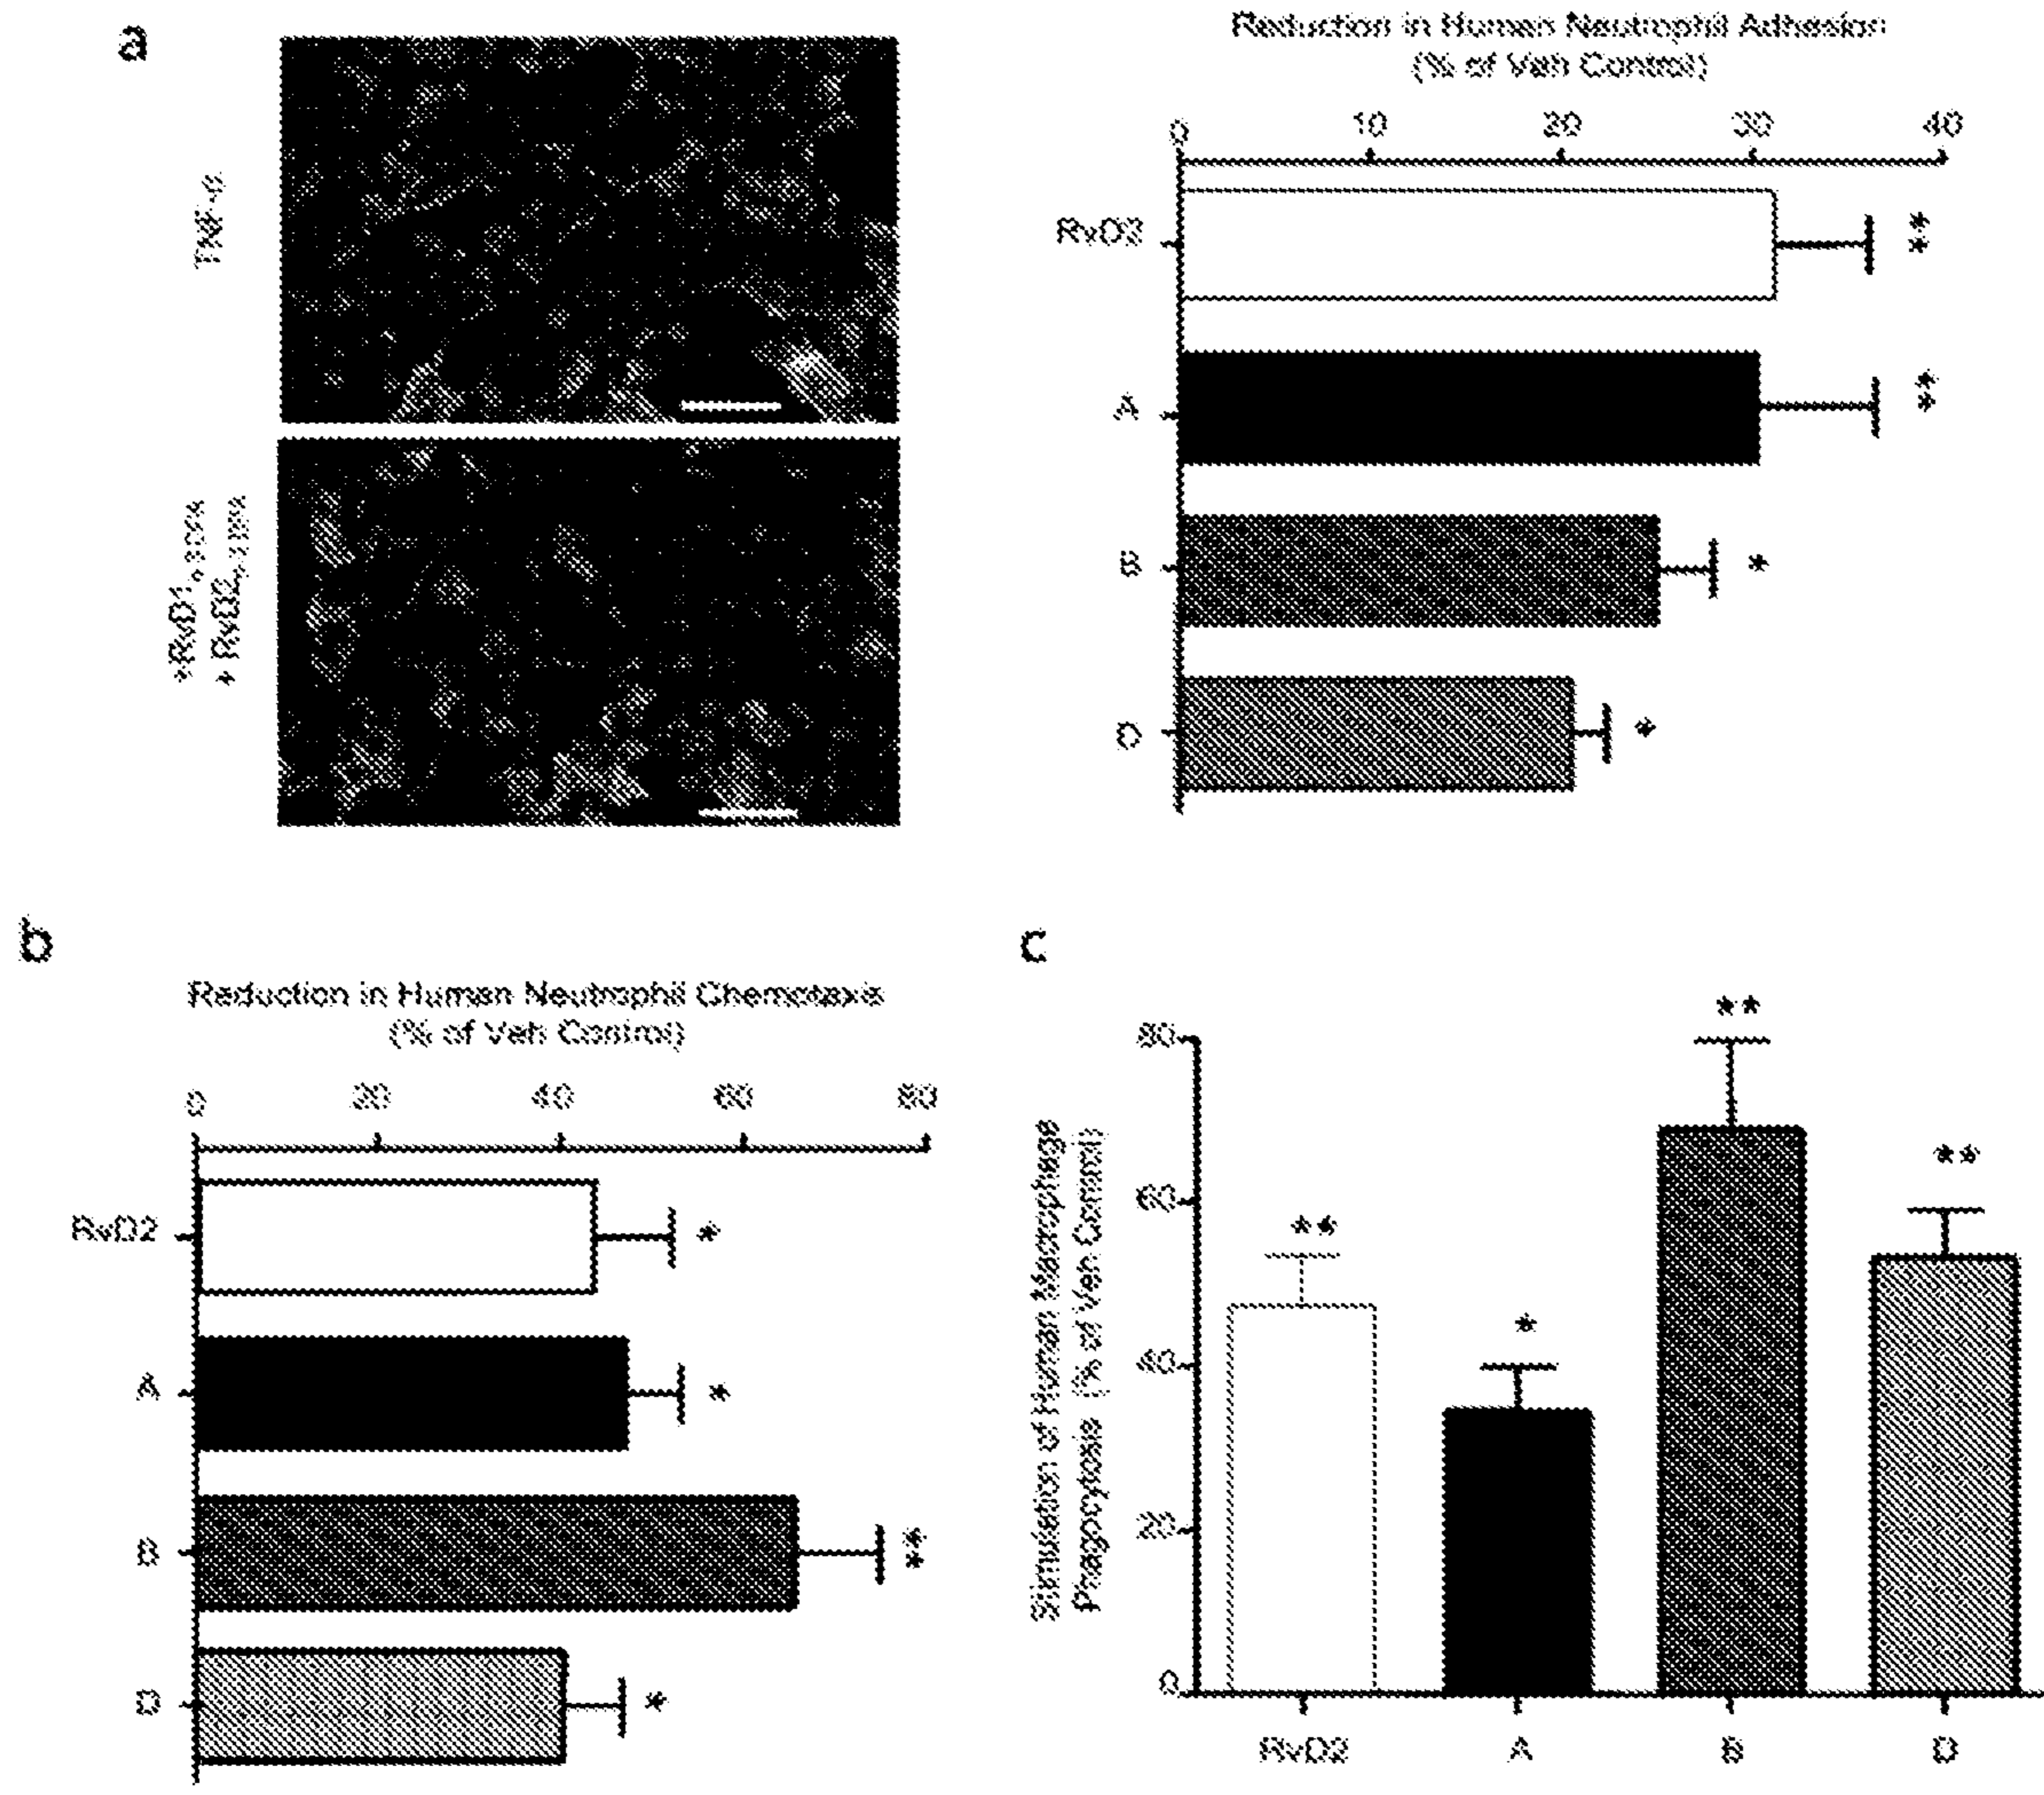 a
TNF-α
Reduction in Human Neutrophil Adhesion
(% of Veh Control)
0 10 20 30 40
RvD2 **
A **
B *
D *
b
Reduction in Human Neutrophil Chemotaxis
(% of Veh Control)
0 20 40 60 80
RvD2 *
A *
B **
D *
c
Stimulation of Human Macrophage
Phagocytosis (% of Veh Control)
80
60
40
20
0
** * ** **
RvD2 A B D